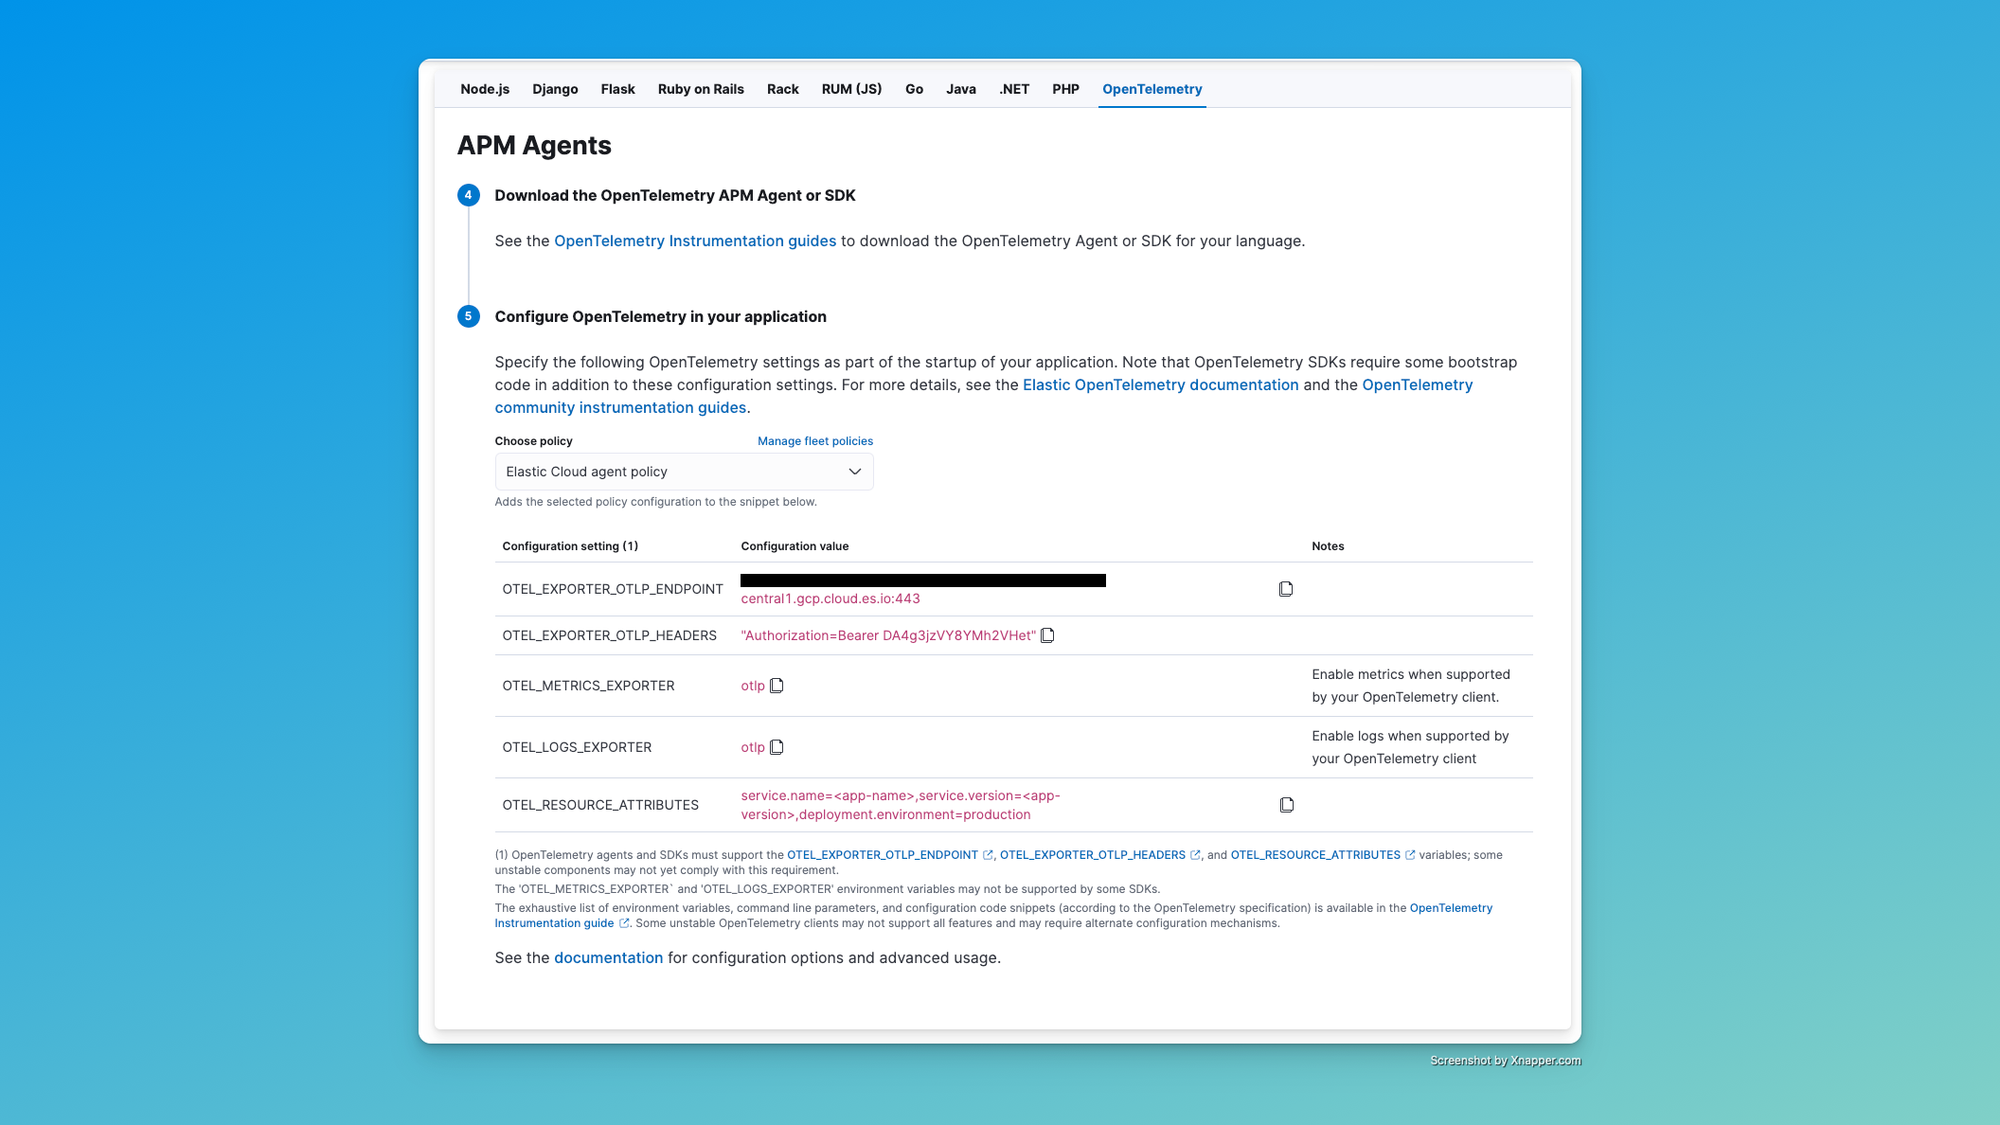 Node.js Django Flask Ruby on Rails Rack RUM (JS) Go Java .NET PHP OpenTelemetry
APM Agents
4 Download the OpenTelemetry APM Agent or SDK
See the OpenTelemetry Instrumentation guides to download the OpenTelemetry Agent or SDK for your language.
5 Configure OpenTelemetry in your application
Specify the following OpenTelemetry settings as part of the startup of your application. Note that OpenTelemetry SDKs require some bootstrap
code in addition to these configuration settings. For more details, see the Elastic OpenTelemetry documentation and the OpenTelemetry
community instrumentation guides.
Choose policy Manage fleet policies
Elastic Cloud agent policy
Adds the selected policy configuration to the snippet below.
Configuration setting (1) Configuration value Notes
OTEL_EXPORTER_OTLP_ENDPOINT
central1.gcp.cloud.es.io:443
OTEL_EXPORTER_OTLP_HEADERS "Authorization=Bearer DA4g3jzVY8YMh2VHet"
OTEL_METRICS_EXPORTER otlp Enable metrics when supported
by your OpenTelemetry client.
OTEL_LOGS_EXPORTER otlp Enable logs when supported by
your OpenTelemetry client
OTEL_RESOURCE_ATTRIBUTES service.name=<app-name>,service.version=<app-
version>,deployment.environment=production
(1) OpenTelemetry agents and SDKs must support the OTEL_EXPORTER_OTLP_ENDPOINT, OTEL_EXPORTER_OTLP_HEADERS, and OTEL_RESOURCE_ATTRIBUTES variables; some
unstable components may not yet comply with this requirement.
The 'OTEL_METRICS_EXPORTER` and 'OTEL_LOGS_EXPORTER' environment variables may not be supported by some SDKs.
The exhaustive list of environment variables, command line parameters, and configuration code snippets (according to the OpenTelemetry specification) is available in the OpenTelemetry
Instrumentation guide. Some unstable OpenTelemetry clients may not support all features and may require alternate configuration mechanisms.
See the documentation for configuration options and advanced usage.
Screenshot by Xnapper.com